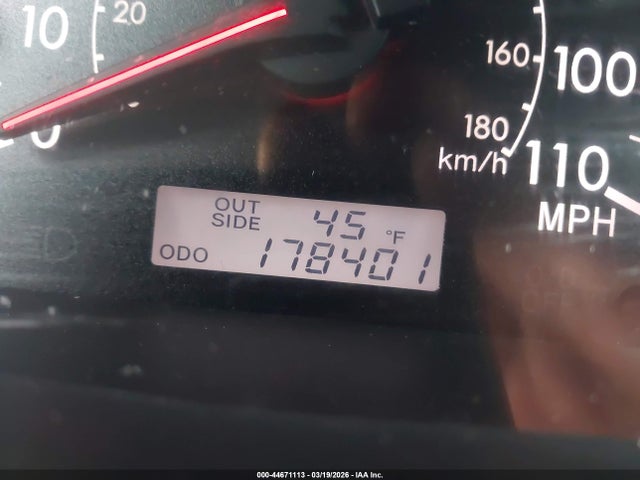 10
20
0
160
100
180
km/h
110
MPH
OUT
SIDE
45 °F
ODO 178401
000-44671113 - 03/19/2026 - IAA Inc.